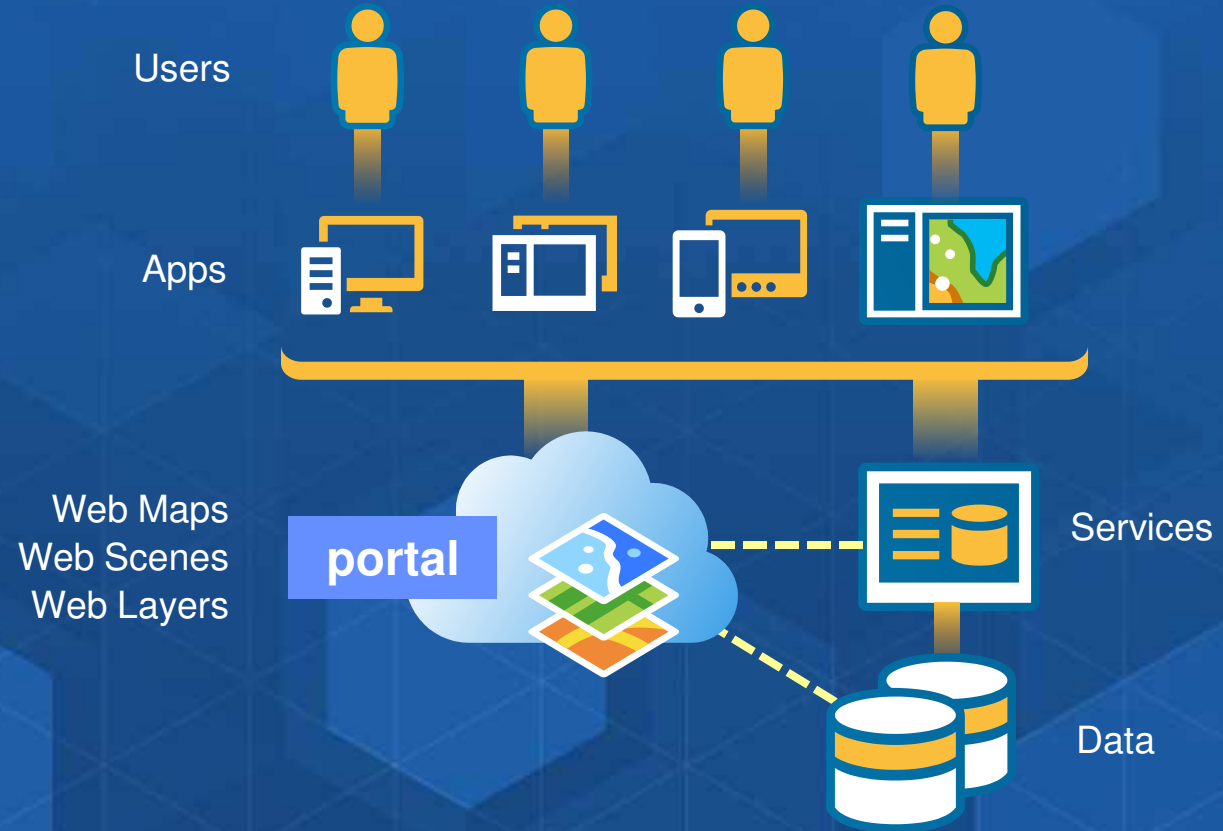 Users
Apps
Web Maps
Web Scenes
Web Layers
portal
Services
Data